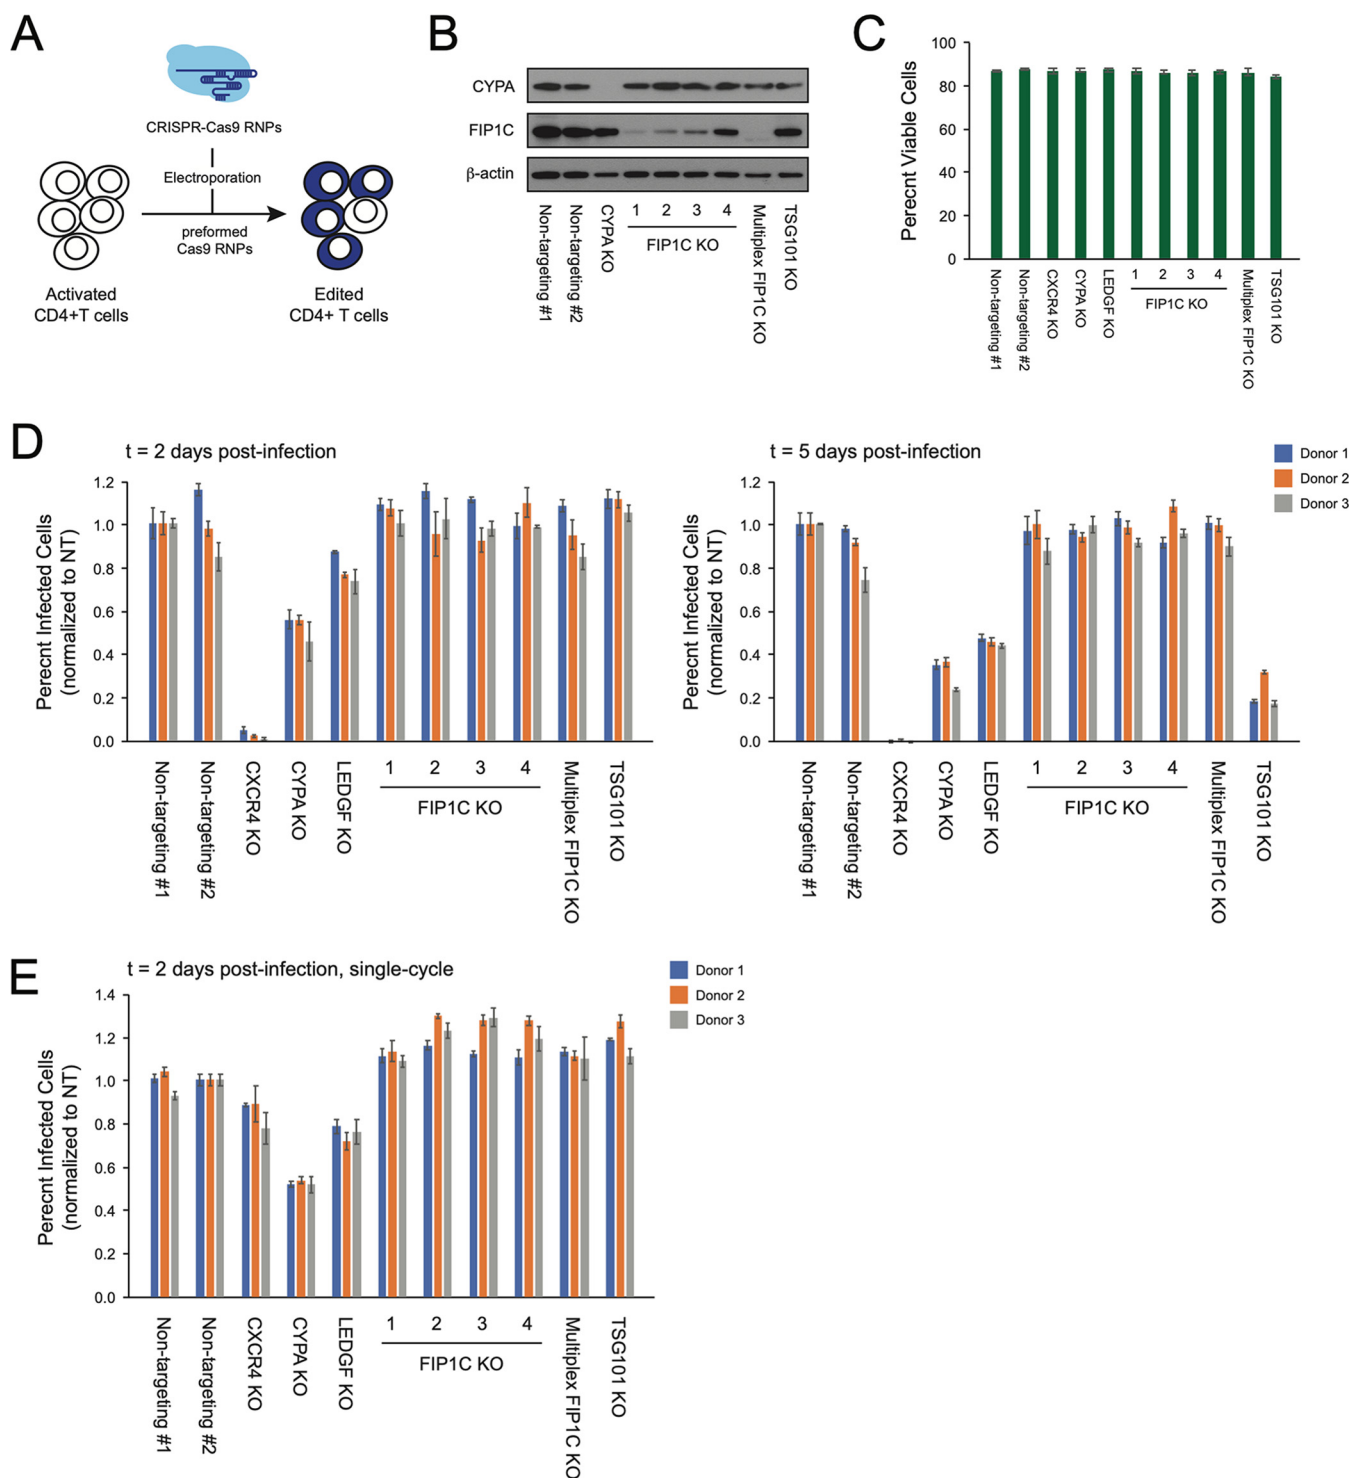 A
CRISPR-Cas9 RNPs
Electroporation
preformed
Cas9 RNPs
Activated
CD4+T cells
Edited
CD4+ T cells
B
CYPA
FIP1C
β-actin
Non-targeting #1
Non-targeting #2
CYPA KO
1 2 3 4
FIP1C KO
Multiplex FIP1C KO
TSG101 KO
C
Perecnt Viable Cells
100
80
60
40
20
0
Non-targeting #1
Non-targeting #2
CXCR4 KO
CYPA KO
LEDGF KO
1 2 3 4
FIP1C KO
Multiplex FIP1C KO
TSG101 KO
D
t = 2 days post-infection
Perecnt Infected Cells
(normalized to NT)
1.2
1.0
0.8
0.6
0.4
0.2
0.0
Non-targeting #1
Non-targeting #2
CXCR4 KO
CYPA KO
LEDGF KO
1 2 3 4
FIP1C KO
Multiplex FIP1C KO
TSG101 KO
t = 5 days post-infection
Perecnt Infected Cells
(normalized to NT)
1.2
1.0
0.8
0.6
0.4
0.2
0.0
Non-targeting #1
Non-targeting #2
CXCR4 KO
CYPA KO
LEDGF KO
1 2 3 4
FIP1C KO
Multiplex FIP1C KO
TSG101 KO
Donor 1
Donor 2
Donor 3
E
t = 2 days post-infection, single-cycle
Perecnt Infected Cells
(normalized to NT)
1.4
1.2
1.0
0.8
0.6
0.4
0.2
0.0
Non-targeting #1
Non-targeting #2
CXCR4 KO
CYPA KO
LEDGF KO
1 2 3 4
FIP1C KO
Multiplex FIP1C KO
TSG101 KO
Donor 1
Donor 2
Donor 3